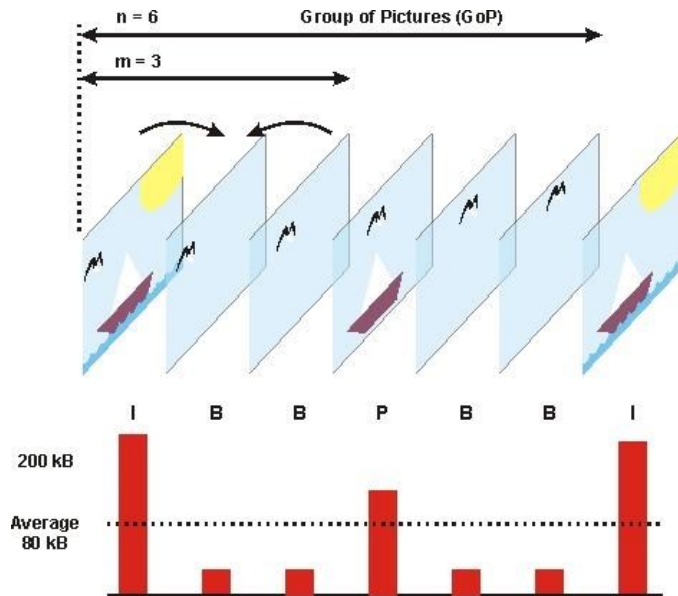 n = 6 Group of Pictures (GoP)
m = 3
I B B P B B I
200 kB
Average
80 kB